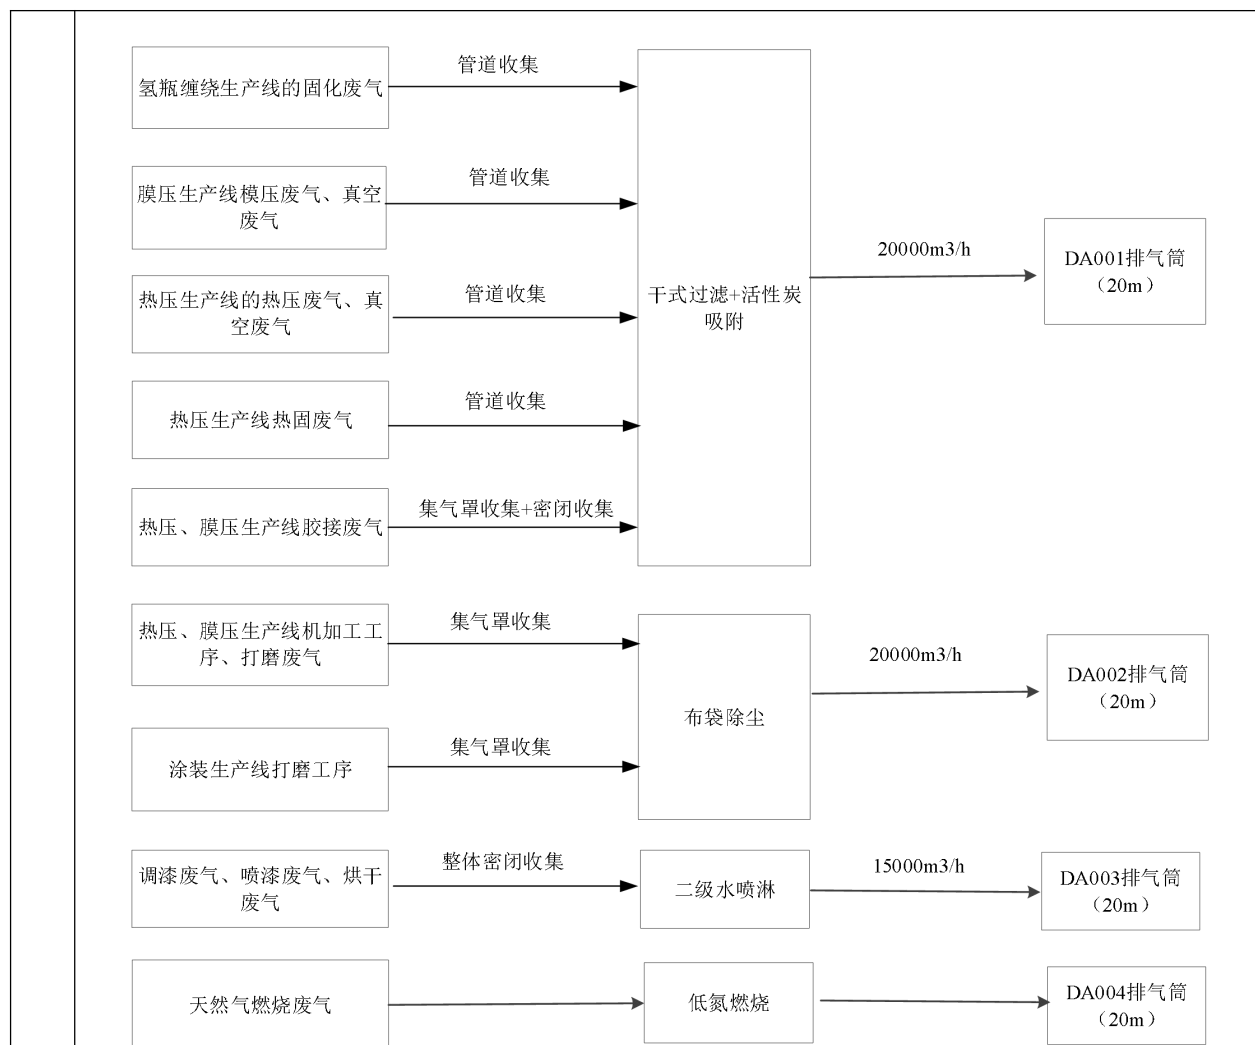 管道收集
氢瓶缠绕生产线的固化废气
管道收集
膜压生产线模压废气、真空
废气
20000m3/h
DA001排气筒
（20m）
管道收集
热压生产线的热压废气、真
空废气
干式过滤+活性炭
吸附
管道收集
热压生产线热固废气
集气罩收集+密闭收集
热压、膜压生产线胶接废气
集气罩收集
热压、膜压生产线机加工工
序、打磨废气
20000m3/h
DA002排气筒
（20m）
布袋除尘
集气罩收集
涂装生产线打磨工序
整体密闭收集
调漆废气、喷漆废气、烘干
废气
二级水喷淋
15000m3/h
DA003排气筒
（20m）
天然气燃烧废气
低氮燃烧
DA004排气筒
（20m）